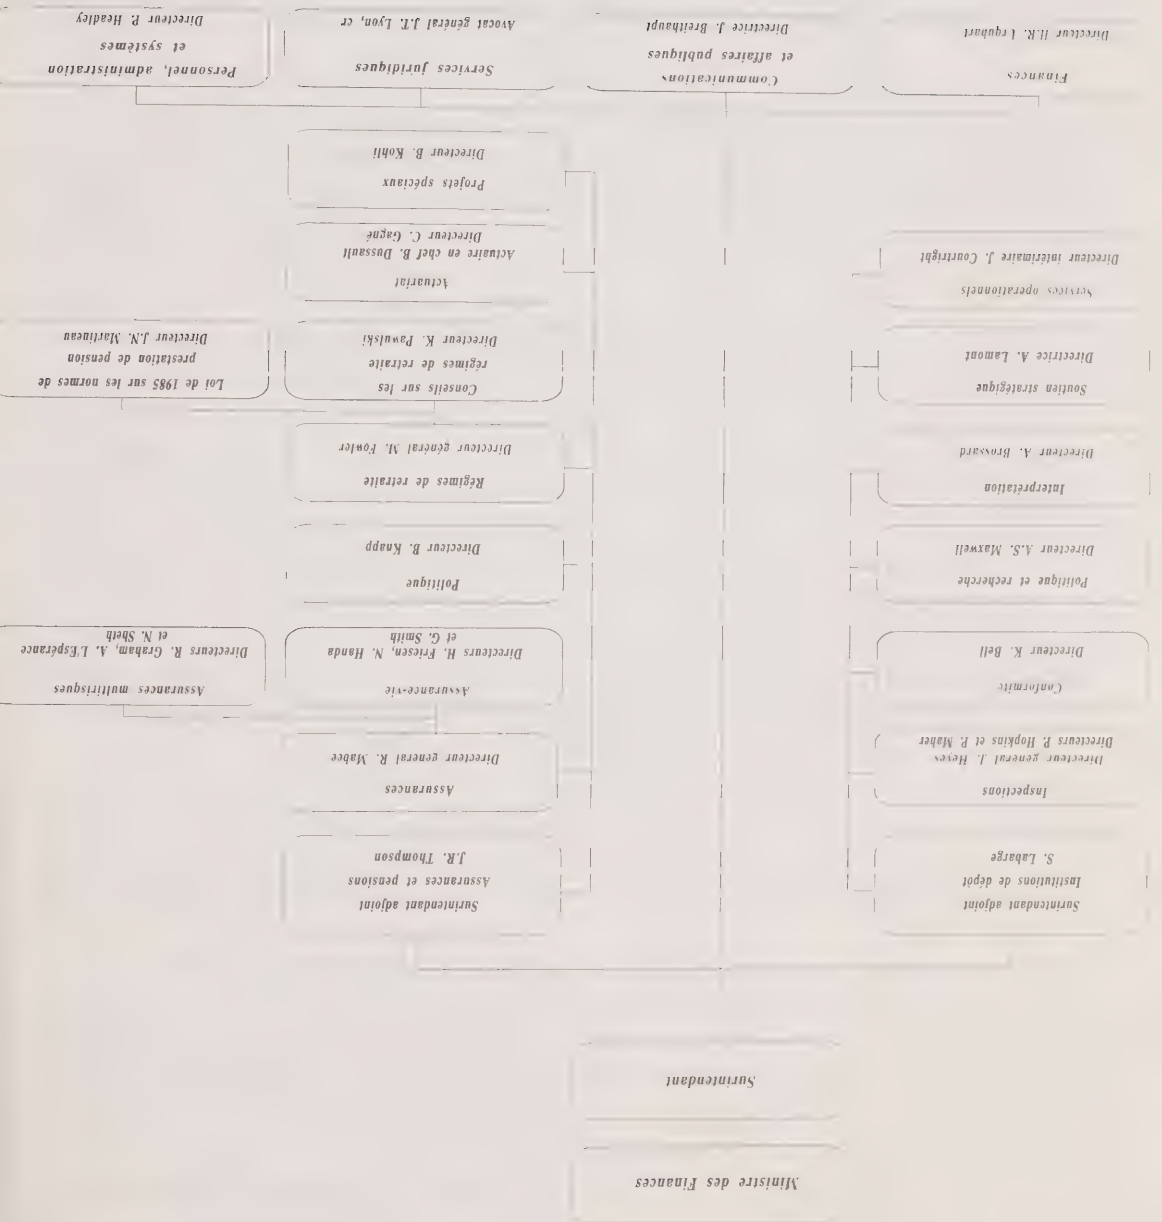 Ministre des Finances
Surintendant
Surintendant adjoint
Institutions de dépôt
S. Labarge
Inspections
Directeur general J. Heyes
Directeurs P. Hopkins et P. Maher
Conformite
Directeur K. Bell
Politique et recherche
Directeur A.S. Maxwell
Interprétation
Directeur A. Brossard
Soutien stratégique
Directrice A. Lamont
Services operationnels
Directeur intérimaire J. Courtright
Surintendant adjoint
Assurances et pensions
J.R. Thompson
Assurances
Directeur general R. Mabee
Assurance-vie
Directeurs H. Friesen, N. Handa
et G. Smith
Assurances multirisques
Directeurs R. Graham, A. L'Espérance
et N. Sheth
Politique
Directeur B. Knapp
Régimes de retraite
Directeur général M. Fowler
Conseils sur les
régimes de retraite
Directeur K. Pawulski
Loi de 1985 sur les normes de
prestation de pension
Directeur J.N. Martineau
Actuariat
Actuaire en chef B. Dussault
Directeur C. Gagné
Projets spéciaux
Directeur B. Kohli
Finances
Directeur H.R. Urquhart
Communications
et affaires publiques
Directrice J. Breithaupt
Services juridiques
Avocat général J.T. Lyon, cr
Personnel, administration
et systèmes
Directeur P. Headley